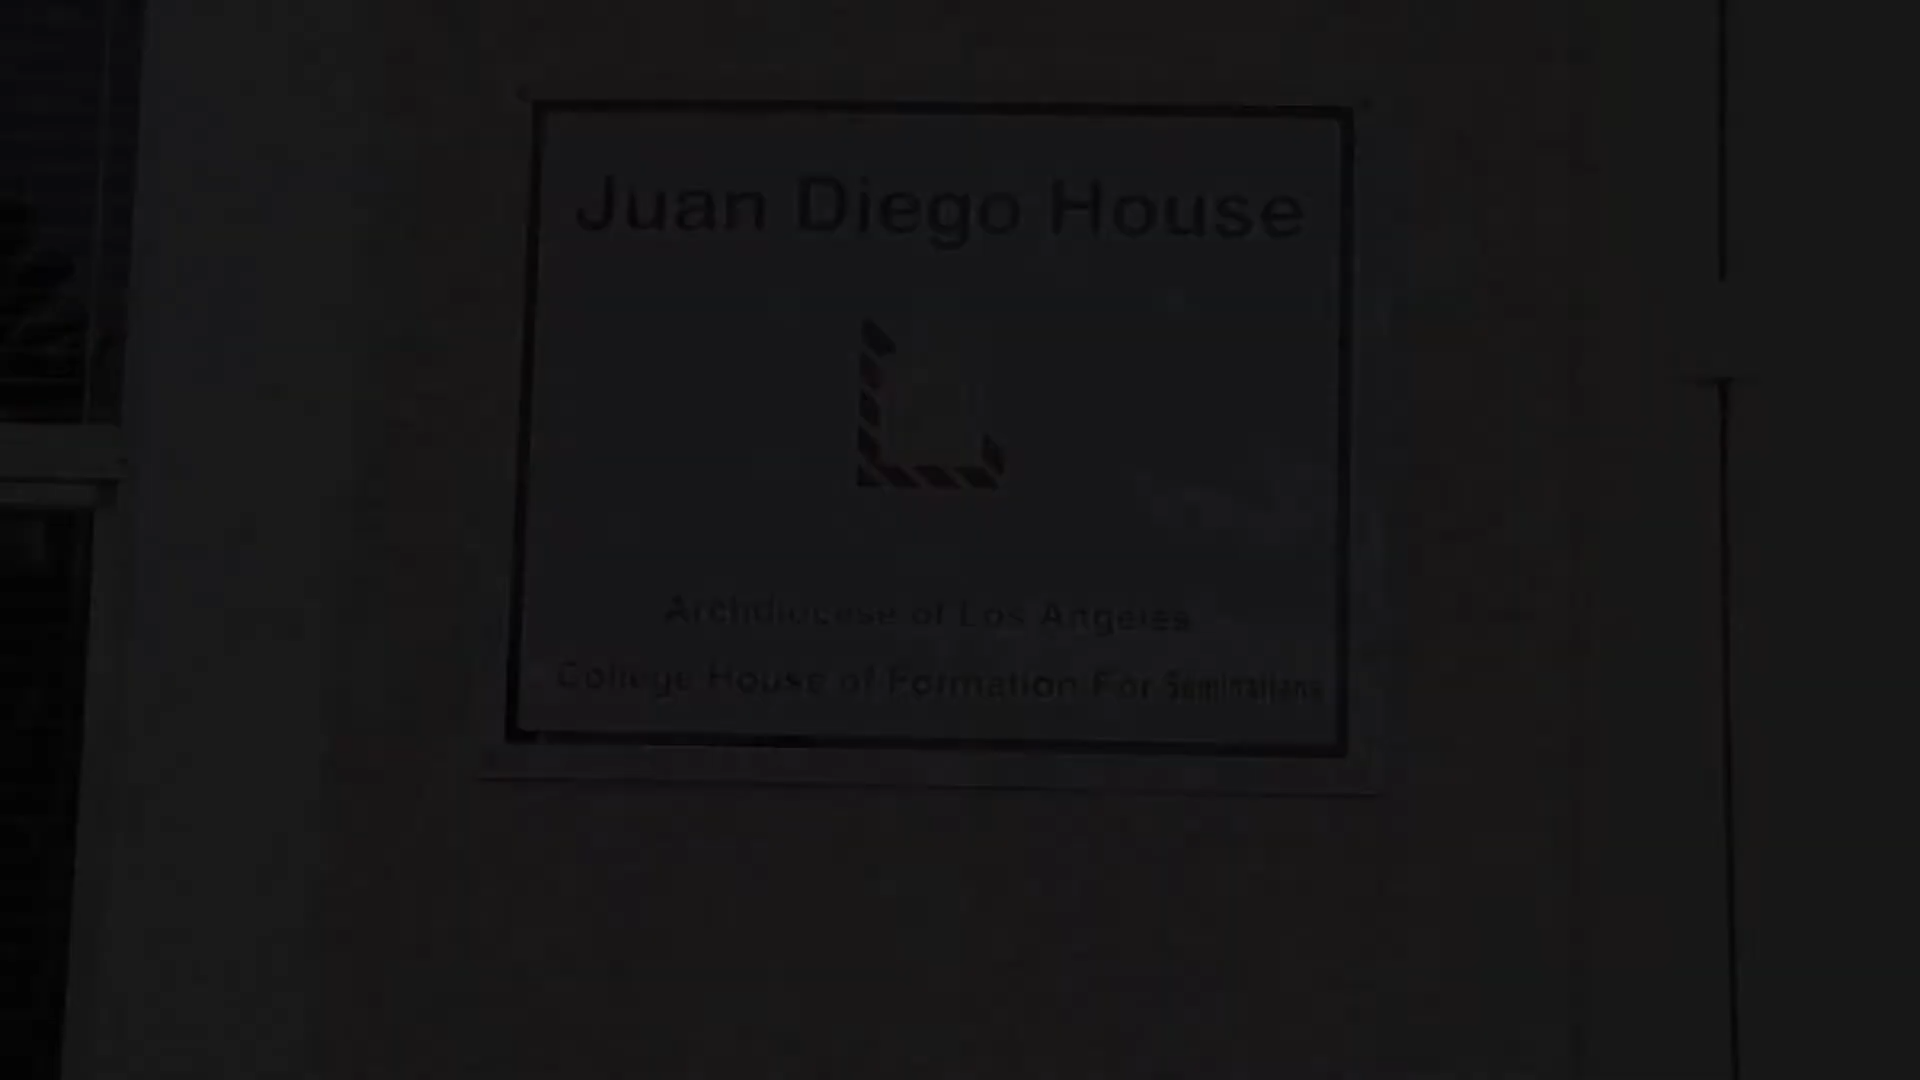 Juan Diego House
Archdiocese of Los Angeles
College House of Formation For Seminarians